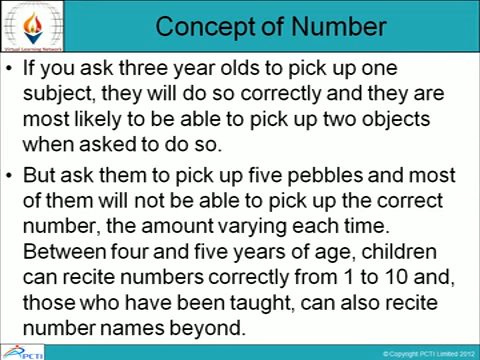 Concept of Number
Virtual Learning Network
• If you ask three year olds to pick up one
subject, they will do so correctly and they are
most likely to be able to pick up two objects
when asked to do so.
• But ask them to pick up five pebbles and most
of them will not be able to pick up the correct
number, the amount varying each time.
Between four and five years of age, children
can recite numbers correctly from 1 to 10 and,
those who have been taught, can also recite
number names beyond.
PCTI
© Copyright PCTI Limited 2012